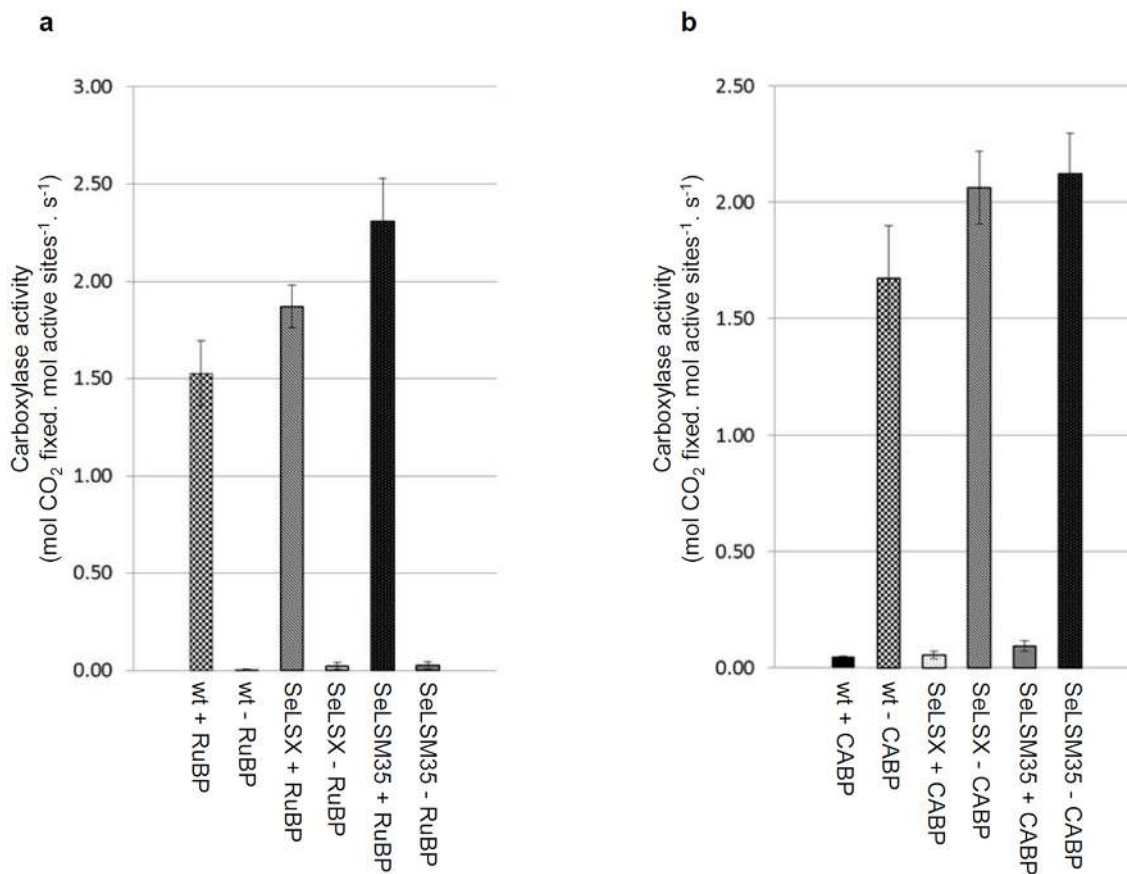 a
Carboxylase activity
(mol CO₂ fixed. mol active sites⁻¹. s⁻¹)
3.00
2.50
2.00
1.50
1.00
0.50
0.00
wt + RuBP
wt - RuBP
SeLSX + RuBP
SeLSX - RuBP
SeLSM35 + RuBP
SeLSM35 - RuBP
b
Carboxylase activity
(mol CO₂ fixed. mol active sites⁻¹. s⁻¹)
2.50
2.00
1.50
1.00
0.50
0.00
wt + CABP
wt - CABP
SeLSX + CABP
SeLSX - CABP
SeLSM35 + CABP
SeLSM35 - CABP